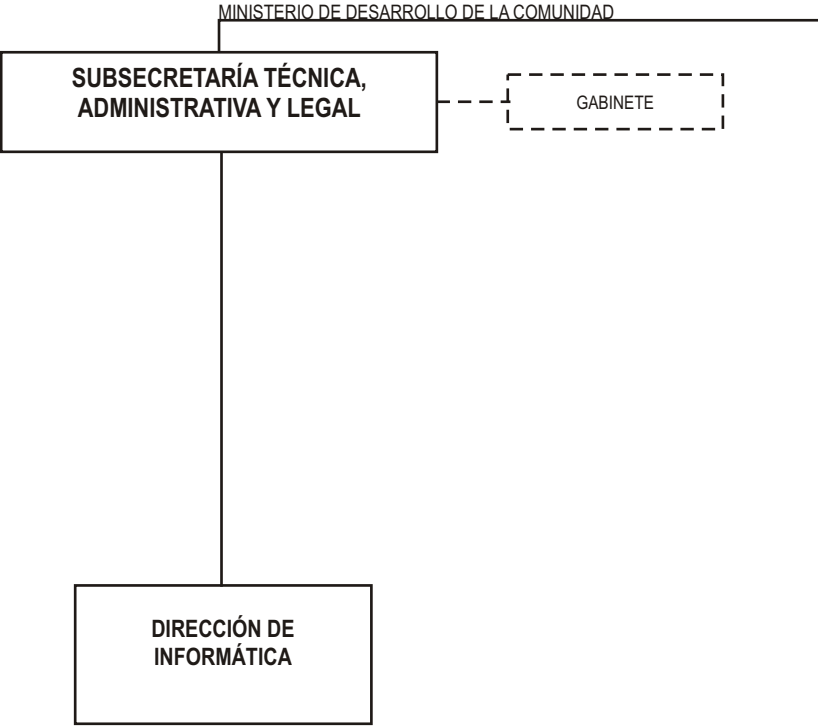 MINISTERIO DE DESARROLLO DE LA COMUNIDAD
SUBSECRETARÍA TÉCNICA,
ADMINISTRATIVA Y LEGAL
GABINETE
DIRECCIÓN DE
INFORMÁTICA